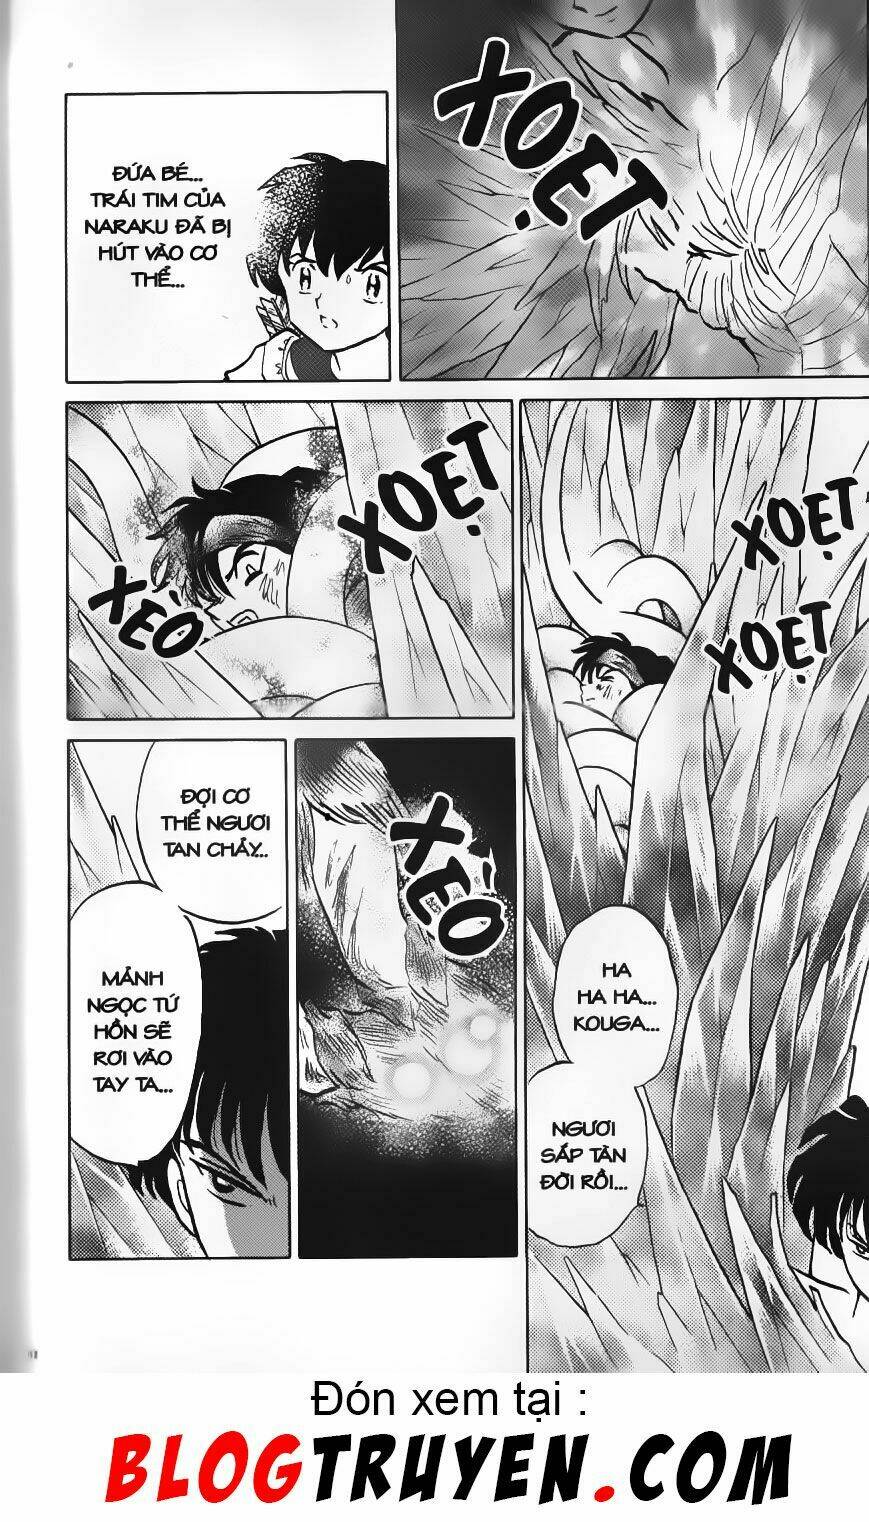 XOẸT
ĐỨA BÉ...
TRÁI TIM CỦA
NARAKU ĐÃ BỊ
HÚT VÀO CƠ
THỂ...
XOẸT
XÈO
XOẸT
XOẸT
ĐỢI CƠ
THỂ NGƯƠI
TAN CHẢY...
MẢNH
NGỌC TỨ
HỒN SẼ
RƠI VÀO
TAY TA...
XÈO
HA
HA HA...
KOUGA...
NGƯƠI
SẮP TÀN
ĐỜI RỒI...
Đón xem tại :
BLOGTRUYEN.COM